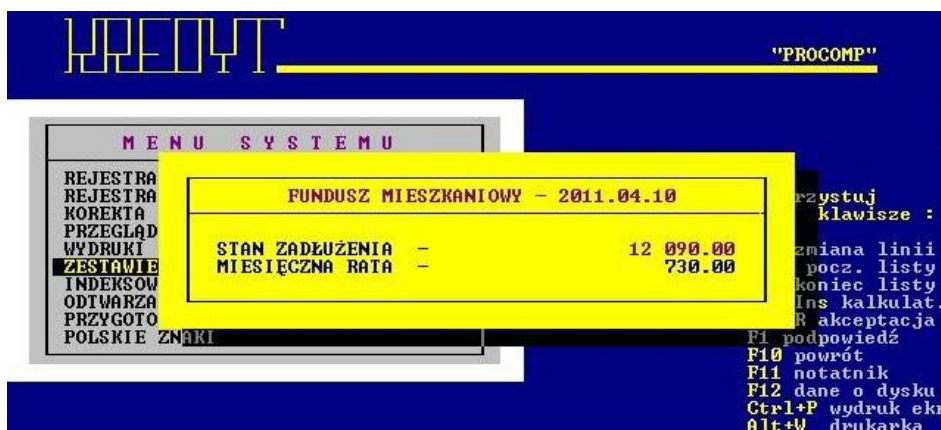 KREDYT
"PROCOMP"
MENU SYSTEMU
REJESTRA
REJESTRA
KOREKTA
PRZEGLĄD
WYDRUKI
ZESTAWIE
INDEKSOW
ODTWARZA
PRZYGOTO
POLSKIE ZNAKI
FUNDUSZ MIESZKANIOWY - 2011.04.10
STAN ZADŁUŻENIA - 12 090.00
MIESIĘCZNA RATA - 730.00
rzystuj
klawisze :
zmiana linii
pocz. listy
koniec listy
Ins kalkulat.
R akceptacja
F1 podpowiedź
F10 powrót
F11 notatnik
F12 dane o dysku
Ctrl+P wydruk ekr
Alt+W drukarka